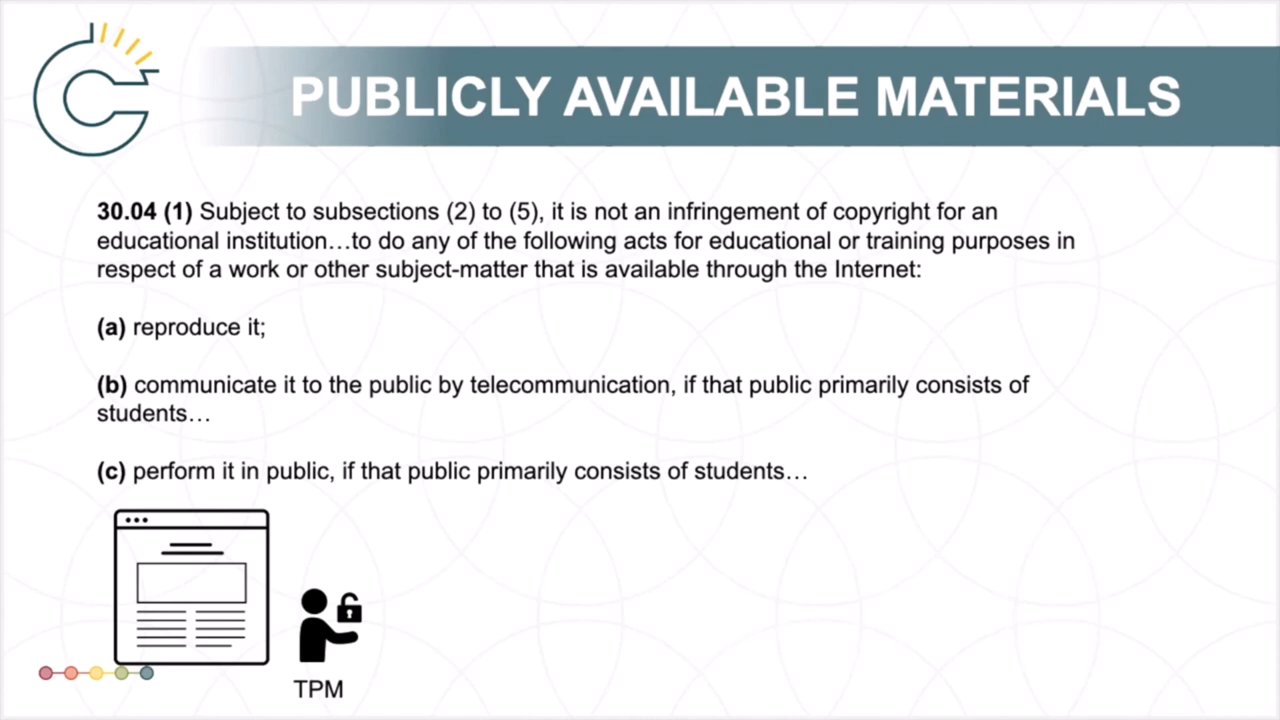 PUBLICLY AVAILABLE MATERIALS
30.04 (1) Subject to subsections (2) to (5), it is not an infringement of copyright for an
educational institution…to do any of the following acts for educational or training purposes in
respect of a work or other subject-matter that is available through the Internet:
(a) reproduce it;
(b) communicate it to the public by telecommunication, if that public primarily consists of
students…
(c) perform it in public, if that public primarily consists of students…
TPM